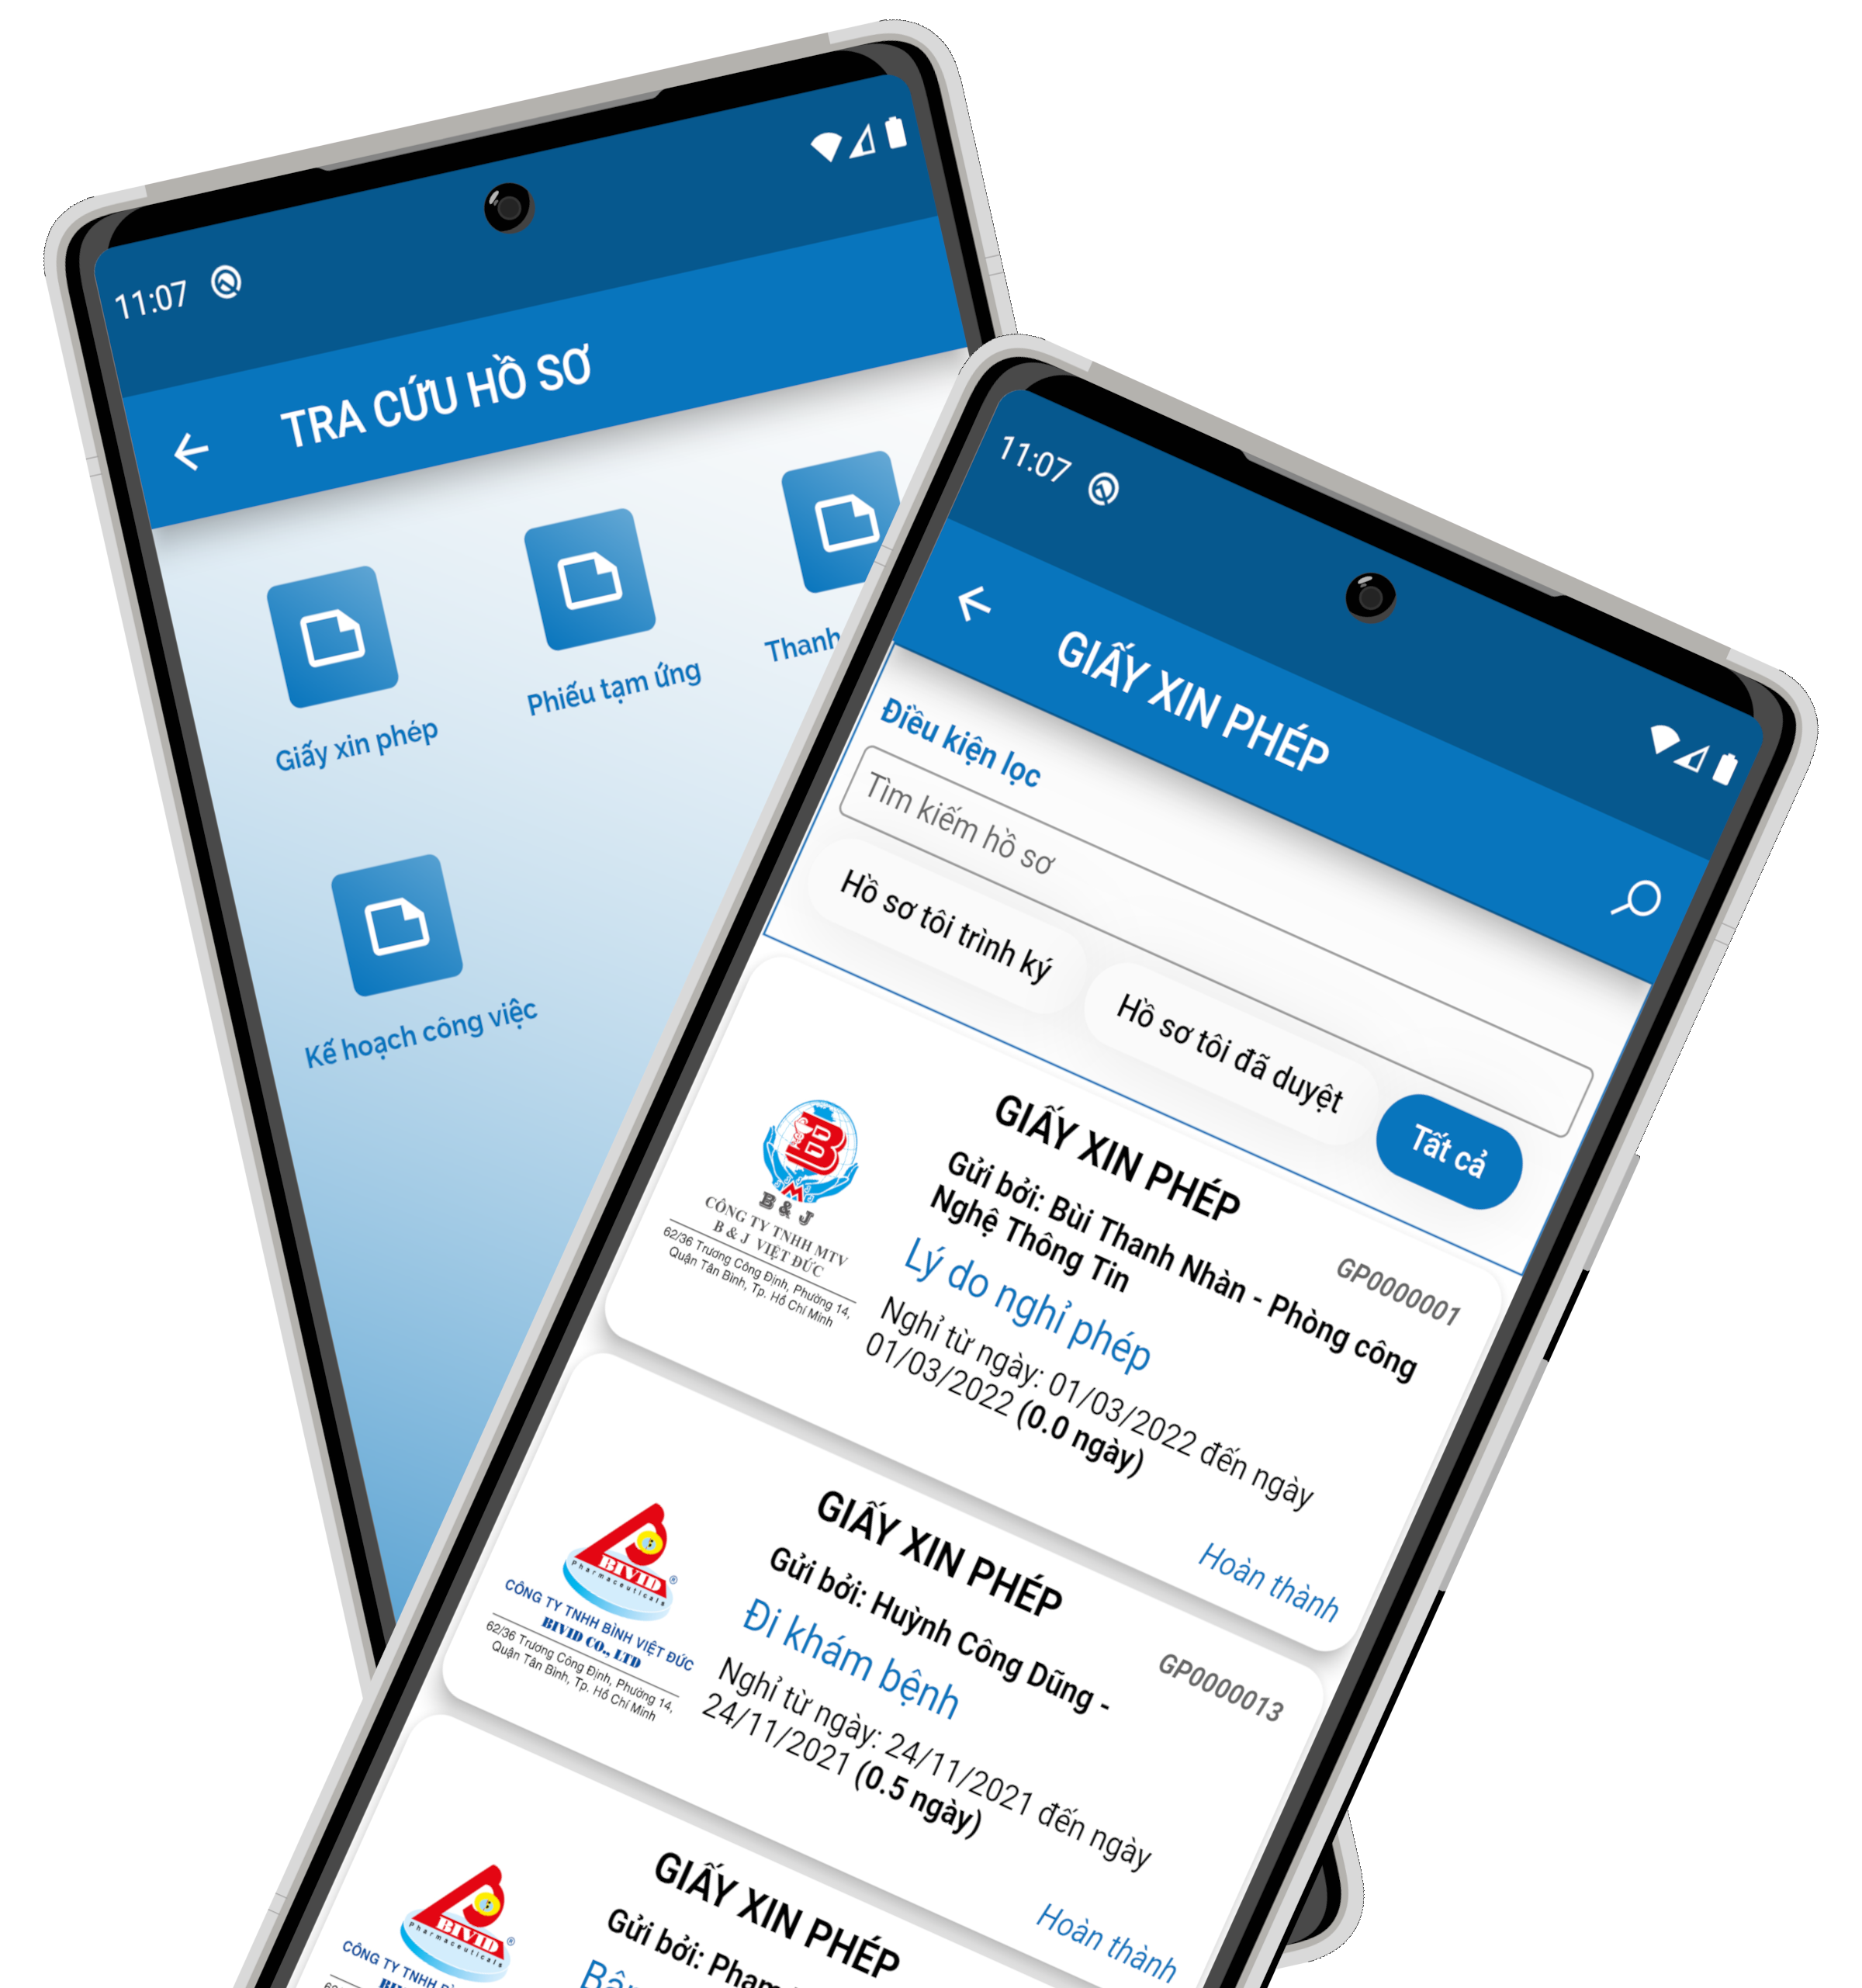 11:07
TRA CỨU HỒ SƠ
Giấy xin phép
Phiếu tạm ứng
Thanh
Kế hoạch công việc
11:07
GIẤY XIN PHÉP
Điều kiện lọc
Tìm kiếm hồ sơ
Hồ sơ tôi trình ký
Hồ sơ tôi đã duyệt
Tất cả
B & J
CÔNG TY TNHH MTV
B & J VIỆT ĐỨC
62/36 Trương Công Định, Phường 14,
Quận Tân Bình, Tp. Hồ Chí Minh
GIẤY XIN PHÉP
GP0000001
Gửi bởi: Bùi Thanh Nhàn - Phòng công
Nghệ Thông Tin
Lý do nghỉ phép
Nghỉ từ ngày: 01/03/2022 đến ngày
01/03/2022 (0.0 ngày)
Hoàn thành
BIVID
Pharmaceuticals
CÔNG TY TNHH BÌNH VIỆT ĐỨC
BIVID CO., LTD
62/36 Trương Công Định, Phường 14,
Quận Tân Bình, Tp. Hồ Chí Minh
GIẤY XIN PHÉP
GP0000013
Gửi bởi: Huỳnh Công Dũng -
Đi khám bệnh
Nghỉ từ ngày: 24/11/2021 đến ngày
24/11/2021 (0.5 ngày)
Hoàn thành
BIVID
Pharmaceuticals
CÔNG TY TNHH
GIẤY XIN PHÉP
Gửi bởi: